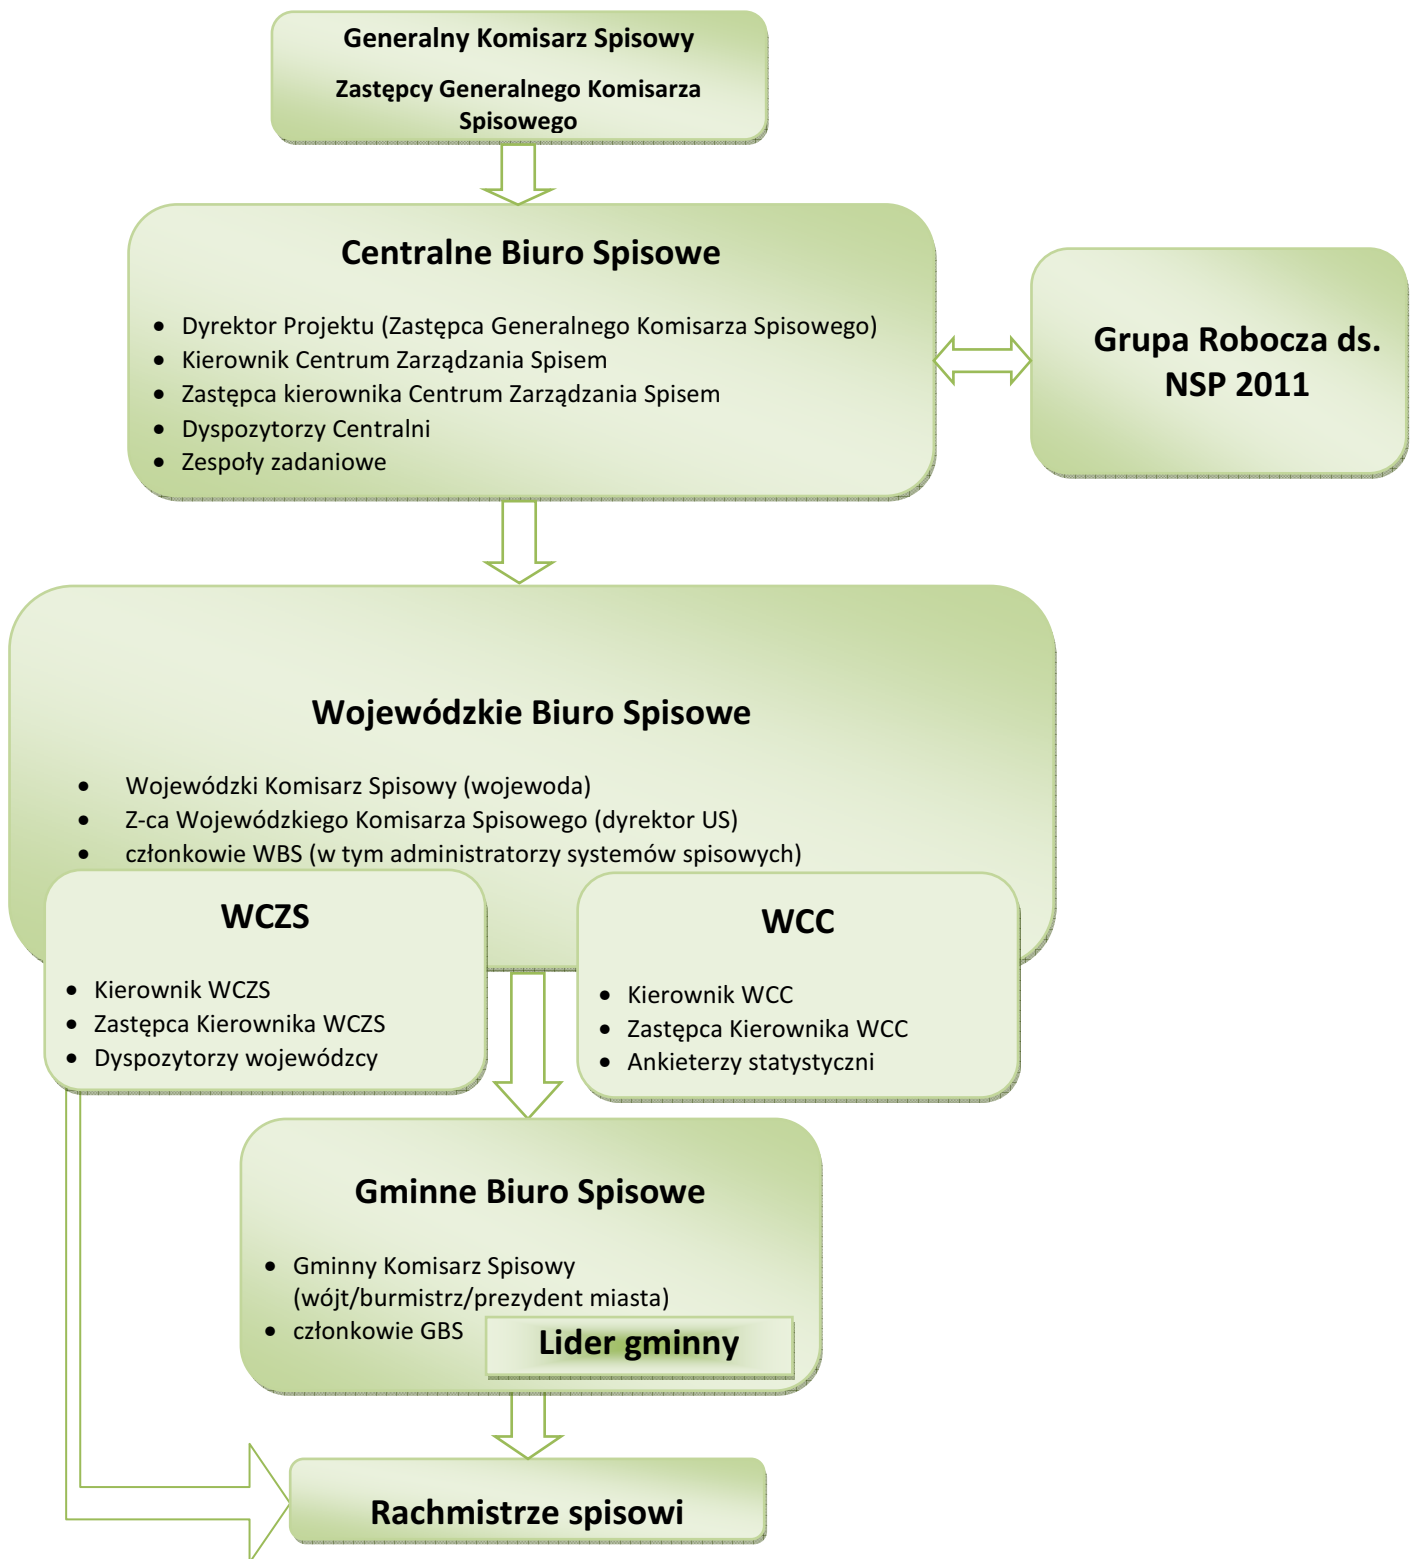 Generalny Komisarz Spisowy
Zastępcy Generalnego Komisarza
Spisowego
Centralne Biuro Spisowe
• Dyrektor Projektu (Zastępca Generalnego Komisarza Spisowego)
• Kierownik Centrum Zarządzania Spisem
• Zastępca kierownika Centrum Zarządzania Spisem
• Dyspozytorzy Centralni
• Zespoły zadaniowe
Grupa Robocza ds.
NSP 2011
Wojewódzkie Biuro Spisowe
• Wojewódzki Komisarz Spisowy (wojewoda)
• Z-ca Wojewódzkiego Komisarza Spisowego (dyrektor US)
• członkowie WBS (w tym administratorzy systemów spisowych)
WCZS
• Kierownik WCZS
• Zastępca Kierownika WCZS
• Dyspozytorzy wojewódzcy
WCC
• Kierownik WCC
• Zastępca Kierownika WCC
• Ankieterzy statystyczni
Gminne Biuro Spisowe
• Gminny Komisarz Spisowy
(wójt/burmistrz/prezydent miasta)
• członkowie GBS
Lider gminny
Rachmistrze spisowi